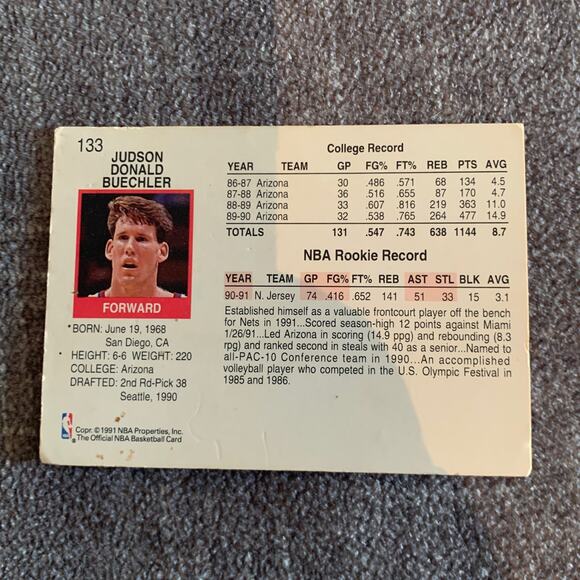 133
JUDSON
DONALD
BUECHLER
FORWARD
BORN: June 19, 1968
San Diego, CA
HEIGHT: 6-6 WEIGHT: 220
COLLEGE: Arizona
DRAFTED: 2nd Rd-Pick 38
Seattle, 1990
NBA
Copr. © 1991 NBA Properties, Inc.
The Official NBA Basketball Card
College Record
YEAR TEAM GP FG% FT% REB PTS AVG
86-87 Arizona 30 .486 .571 68 134 4.5
87-88 Arizona 36 .516 .655 87 170 4.7
88-89 Arizona 33 .607 .816 219 363 11.0
89-90 Arizona 32 .538 .765 264 477 14.9
TOTALS 131 .547 .743 638 1144 8.7
NBA Rookie Record
YEAR TEAM GP FG% FT% REB AST STL BLK AVG
90-91 N. Jersey 74 .416 .652 141 51 33 15 3.1
Established himself as a valuable frontcourt player off the bench
for Nets in 1991...Scored season-high 12 points against Miami
1/26/91...Led Arizona in scoring (14.9 ppg) and rebounding (8.3
rpg) and ranked second in steals with 40 as a senior...Named to
all-PAC-10 Conference team in 1990...An accomplished
volleyball player who competed in the U.S. Olympic Festival in
1985 and 1986.